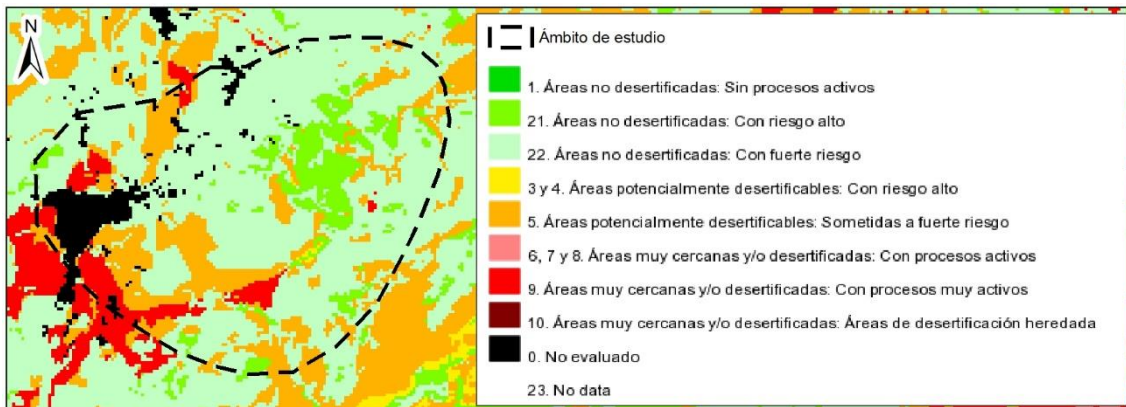 N
Ámbito de estudio
1. Áreas no desertificadas: Sin procesos activos
21. Áreas no desertificadas: Con riesgo alto
22. Áreas no desertificadas: Con fuerte riesgo
3 y 4. Áreas potencialmente desertificables: Con riesgo alto
5. Áreas potencialmente desertificables: Sometidas a fuerte riesgo
6, 7 y 8. Áreas muy cercanas y/o desertificadas: Con procesos activos
9. Áreas muy cercanas y/o desertificadas: Con procesos muy activos
10. Áreas muy cercanas y/o desertificadas: Áreas de desertificación heredada
0. No evaluado
23. No data